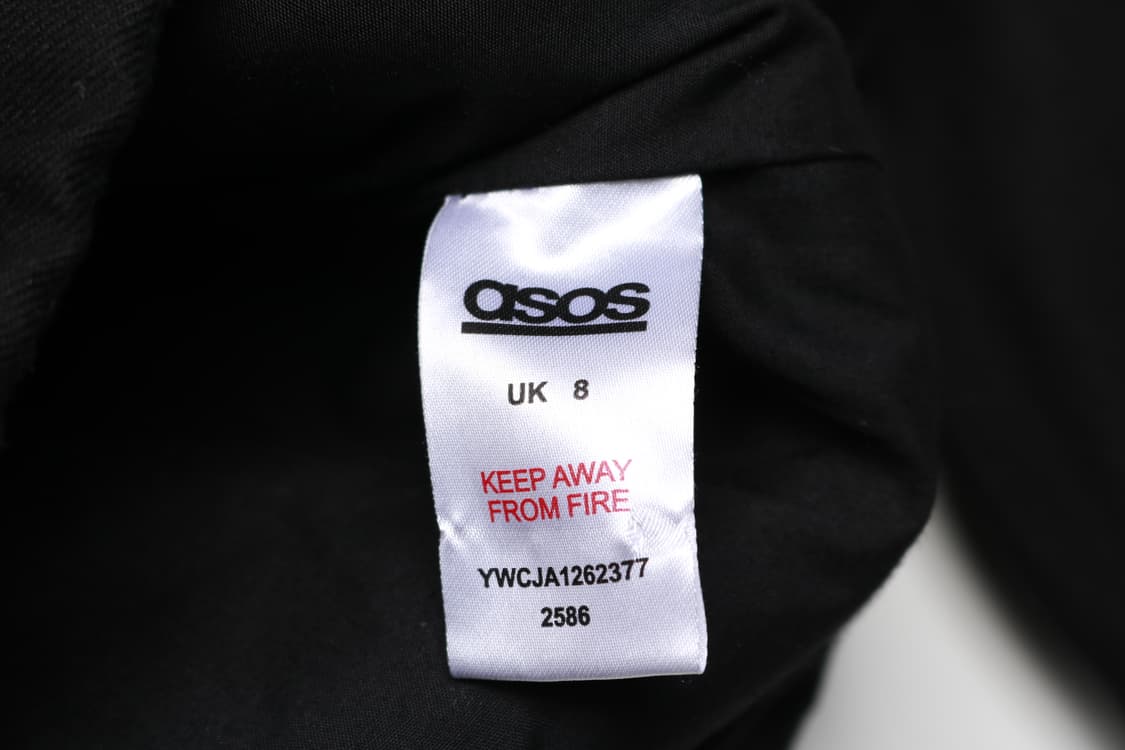 asos
UK 8
KEEP AWAY
FROM FIRE
YWCJA1262377
2586